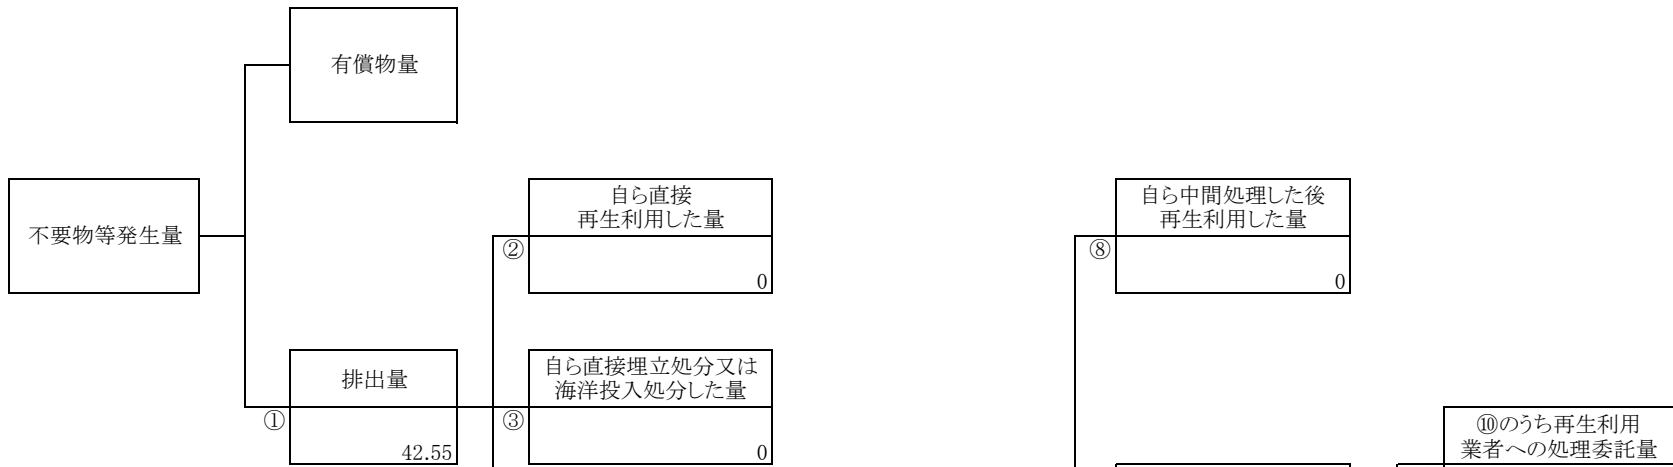 有償物量
不要物等発生量
自ら直接
再生利用した量
②
0
自ら中間処理した後
再生利用した量
⑧
0
排出量
①
42.55
自ら直接埋立処分又は
海洋投入処分した量
③
0
⑩のうち再生利用
業者への処理委託量